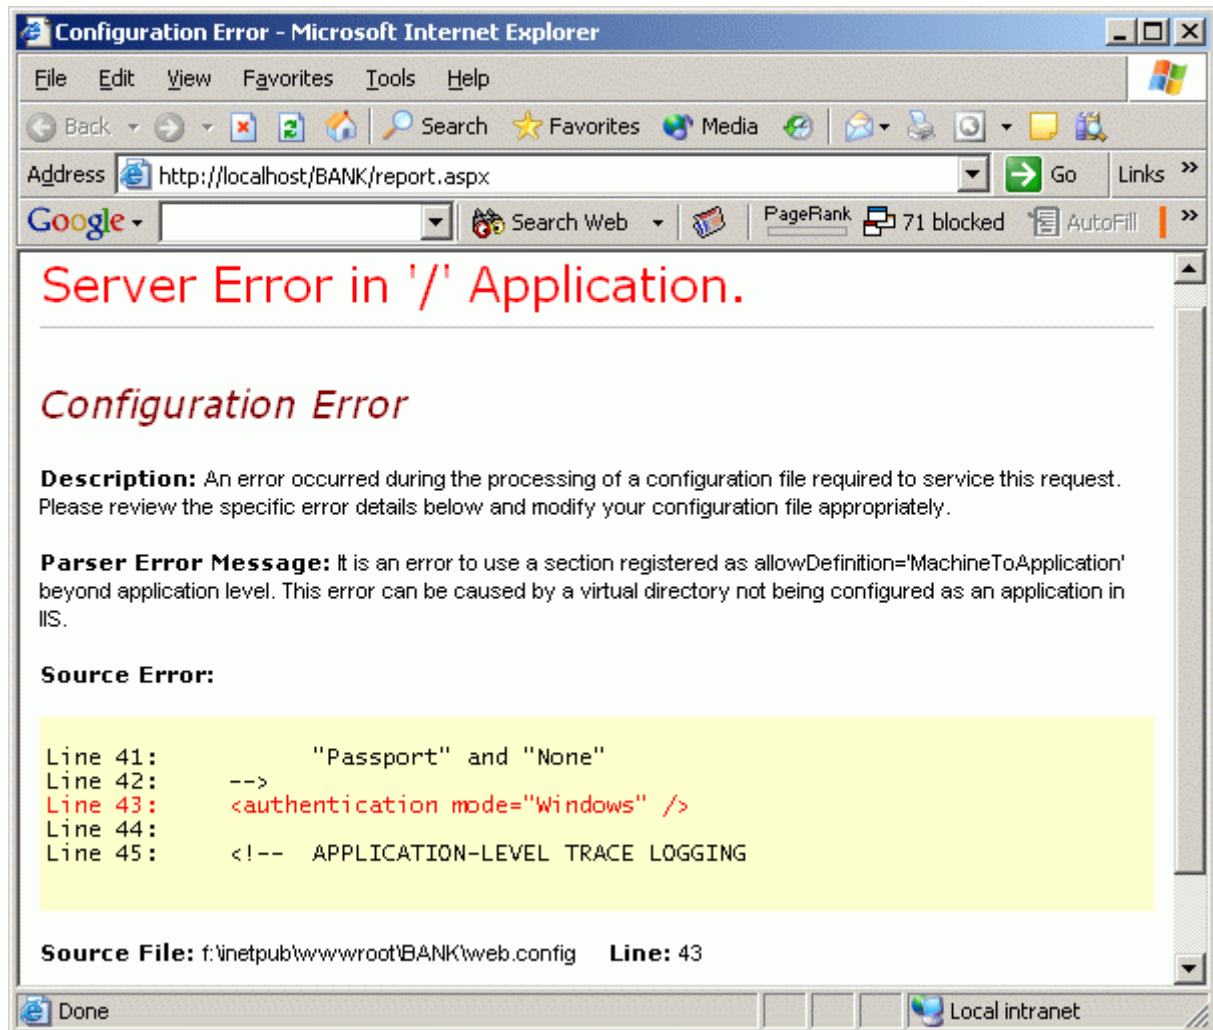 Configuration Error - Microsoft Internet Explorer
File Edit View Favorites Tools Help
Back Search Favorites Media
Address http://localhost/BANK/report.aspx Go Links »
Google Search Web PageRank 71 blocked AutoFill »
Server Error in '/' Application.
Configuration Error
Description: An error occurred during the processing of a configuration file required to service this request.
Please review the specific error details below and modify your configuration file appropriately.
Parser Error Message: It is an error to use a section registered as allowDefinition='MachineToApplication'
beyond application level. This error can be caused by a virtual directory not being configured as an application in
IIS.
Source Error:
Line 41: "Passport" and "None"
Line 42: -->
Line 43: <authentication mode="Windows" />
Line 44:
Line 45: <!-- APPLICATION-LEVEL TRACE LOGGING
Source File: f:\inetpub\wwwroot\BANK\web.config Line: 43
Done Local intranet